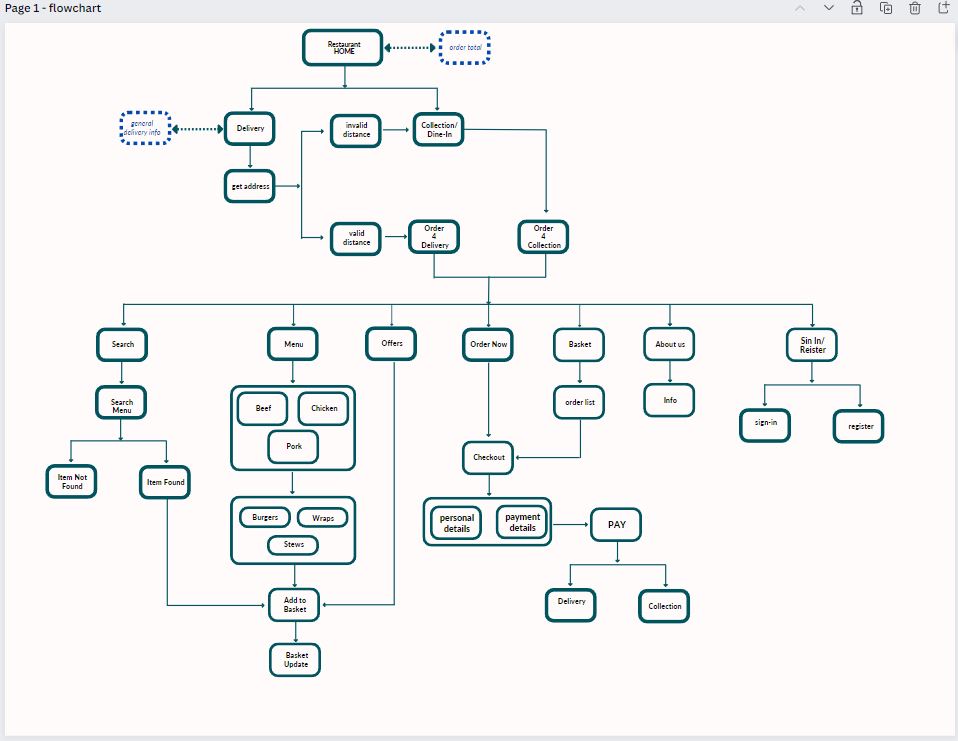 Page 1 - flowchart
Restaurant
HOME
order total
general
delivery info
Delivery
invalid
distance
Collection/
Dine-In
get address
valid
distance
Order
4
Delivery
Order
4
Collection
Search
Menu
Offers
Order Now
Basket
About us
Sin In/
Reister
Search
Menu
Beef
Chicken
Pork
order list
Info
sign-in
register
Item Not
Found
Item Found
Checkout
Burgers
Wraps
Stews
personal
details
payment
details
PAY
Add to
Basket
Delivery
Collection
Basket
Update